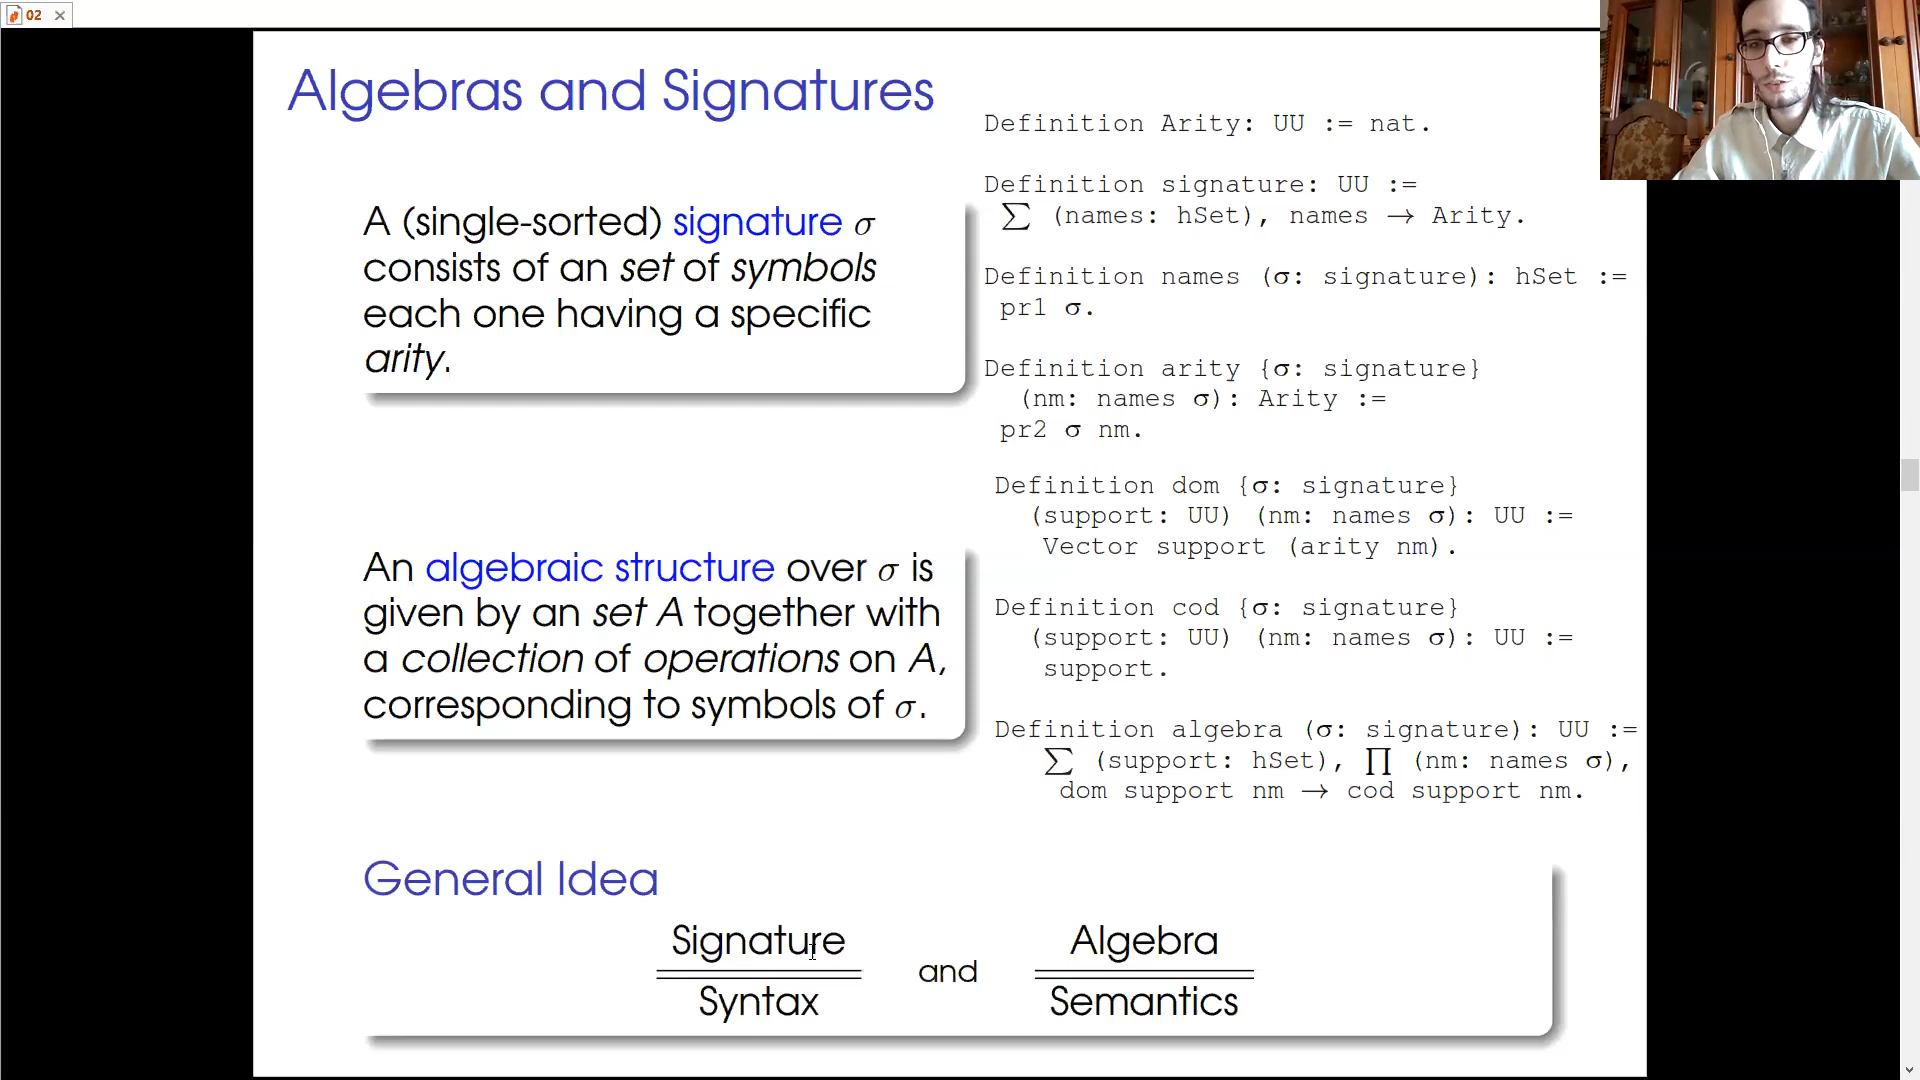 02
Algebras and Signatures
A (single-sorted) signature σ
consists of an set of symbols
each one having a specific
arity.
An algebraic structure over σ is
given by an set A together with
a collection of operations on A,
corresponding to symbols of σ.
Definition Arity: UU := nat.
Definition signature: UU :=
∑ (names: hSet), names → Arity.
Definition names (σ: signature): hSet :=
pr1 σ.
Definition arity {σ: signature}
(nm: names σ): Arity :=
pr2 σ nm.
Definition dom {σ: signature}
(support: UU) (nm: names σ): UU :=
Vector support (arity nm).
Definition cod {σ: signature}
(support: UU) (nm: names σ): UU :=
support.
Definition algebra (σ: signature): UU :=
∑ (support: hSet), ∏ (nm: names σ),
dom support nm → cod support nm.
General Idea
Signature
Syntax
and
Algebra
Semantics